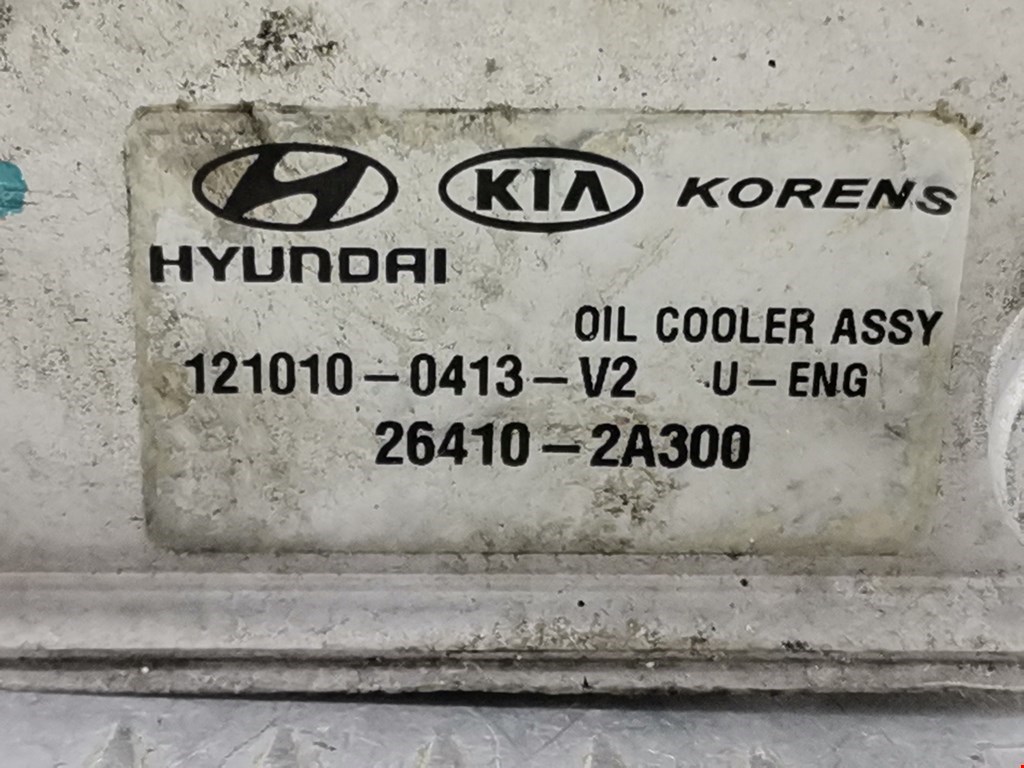 KIA KORENS
HYUNDAI
OIL COOLER ASSY
121010-0413-V2 U-ENG
26410-2A300